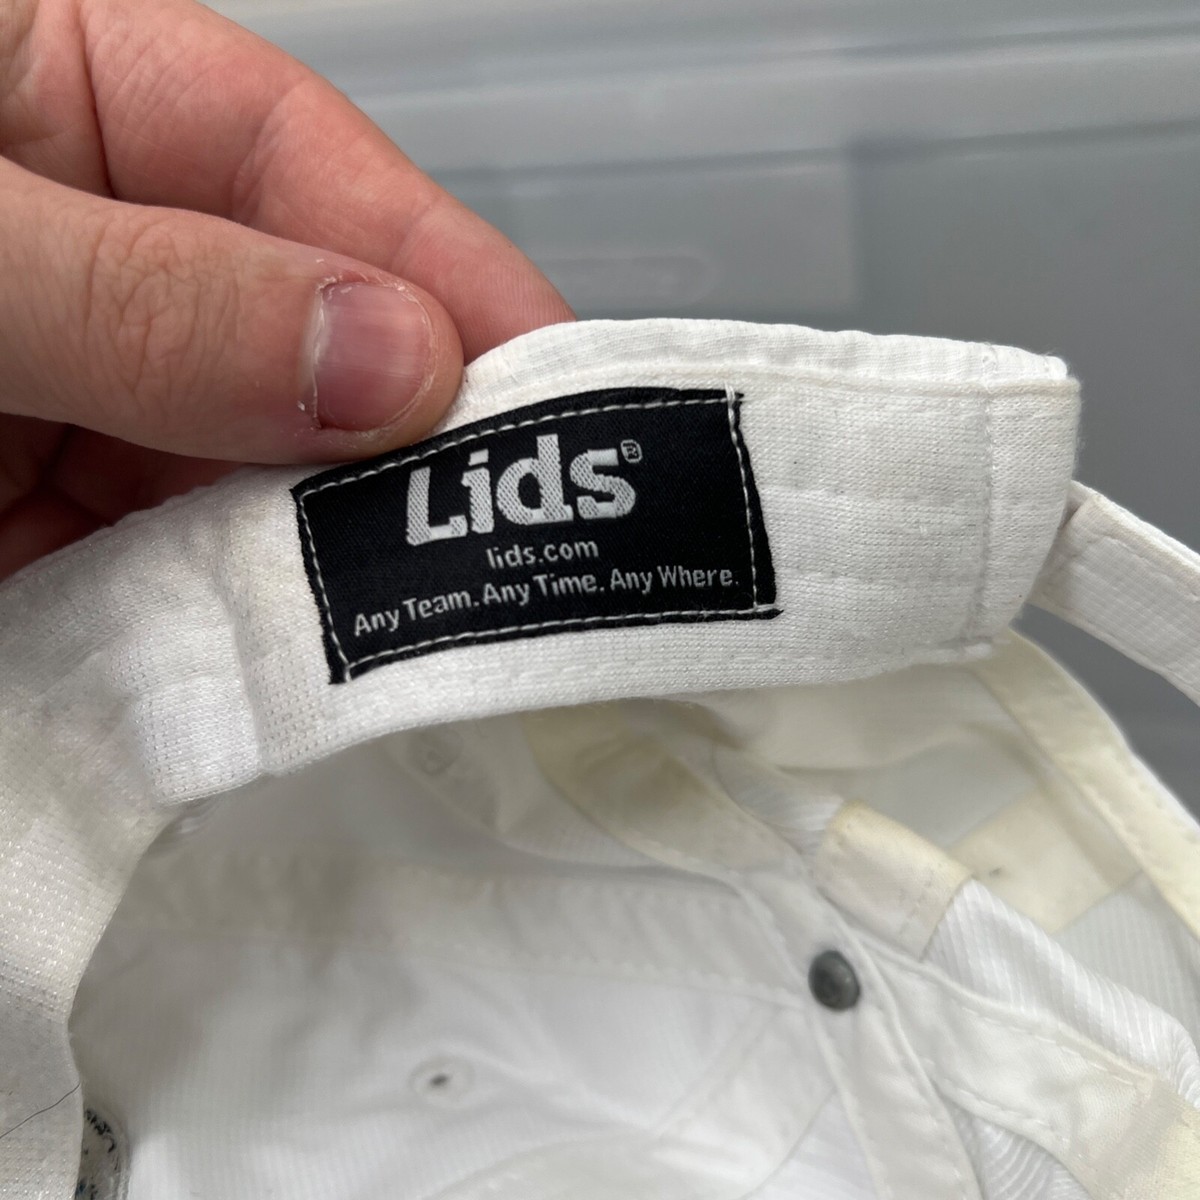 Lids®
lids.com
Any Team. Any Time. Any Where.